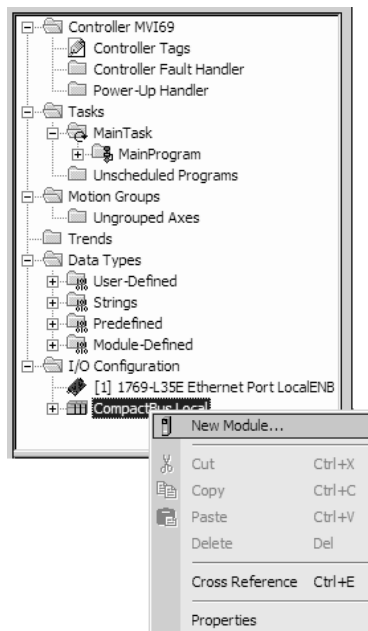 Controller MVI69
Controller Tags
Controller Fault Handler
Power-Up Handler
Tasks
MainTask
MainProgram
Unscheduled Programs
Motion Groups
Ungrouped Axes
Trends
Data Types
User-Defined
Strings
Predefined
Module-Defined
I/O Configuration
[1] 1769-L35E Ethernet Port LocalENB
CompactBus Local
New Module...
Cut Ctrl+X
Copy Ctrl+C
Paste Ctrl+V
Delete Del
Cross Reference Ctrl+E
Properties